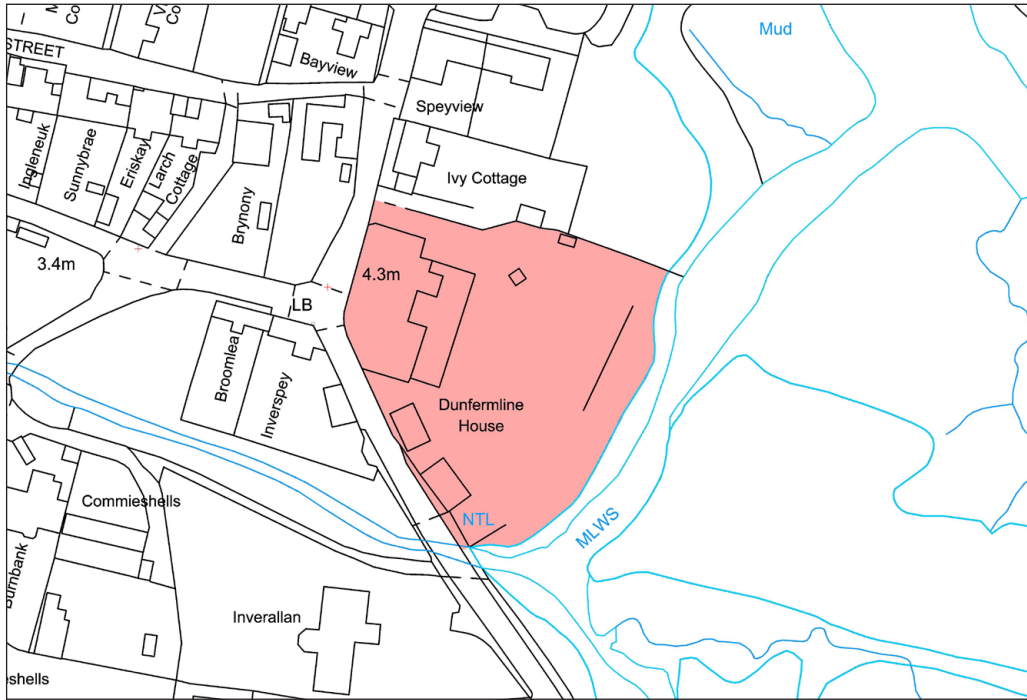 Mud
STREET
Bayview
Speyview
Ingleneuk
Sunnybrae
Eriskay
Larch
Cottage
Brynony
Ivy Cottage
3.4m
4.3m
LB
Broomlea
Inverspey
Dunfermline
House
NTL
MLWS
Commieshells
Inverallan